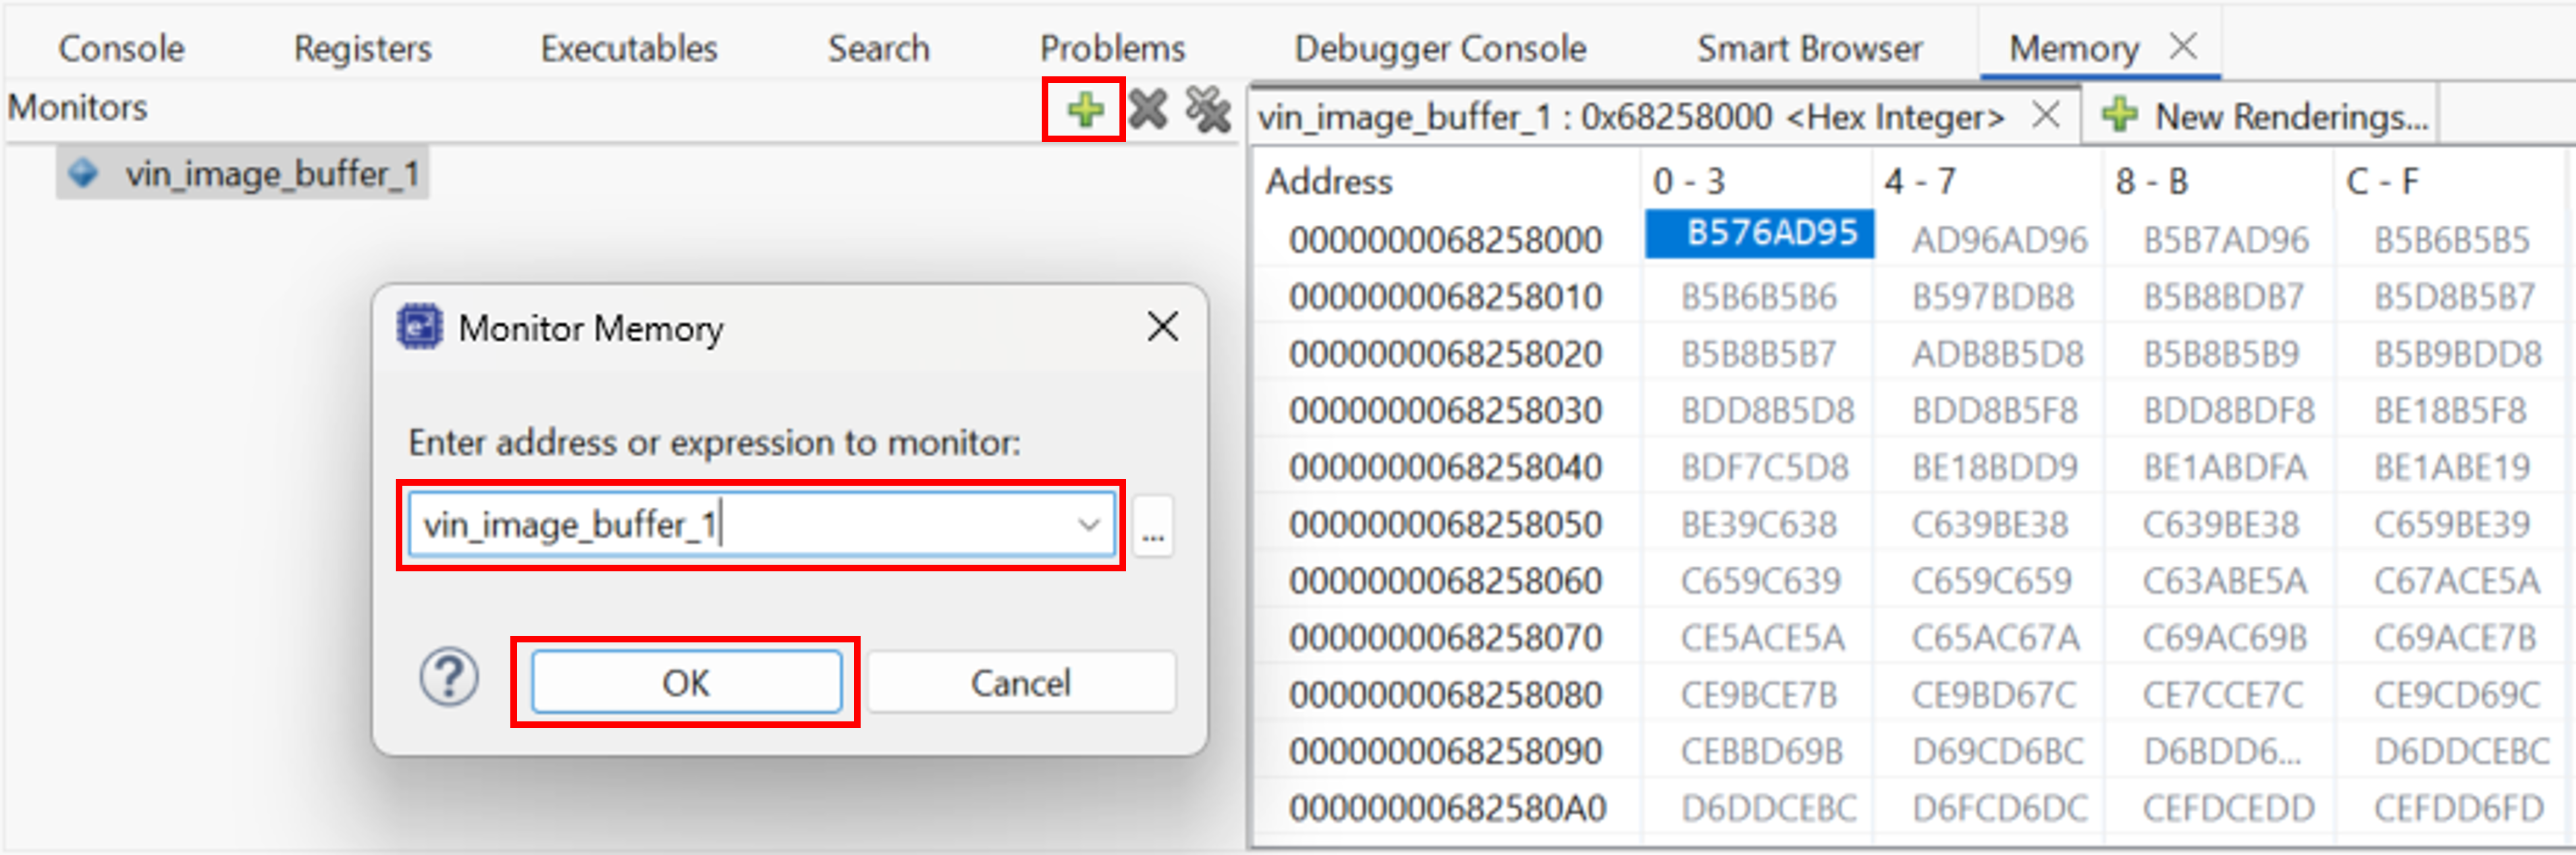 Console Registers Executables Search Problems Debugger Console Smart Browser Memory
Monitors
vin_image_buffer_1
Monitor Memory
Enter address or expression to monitor:
vin_image_buffer_1
...
OK Cancel
vin_image_buffer_1 : 0x68258000 <Hex Integer> New Renderings...
Address 0 - 3 4 - 7 8 - B C - F
0000000068258000 B576AD95 AD96AD96 B5B7AD96 B5B6B5B5
0000000068258010 B5B6B5B6 B597BDB8 B5B8BDB7 B5D8B5B7
0000000068258020 B5B8B5B7 ADB8B5D8 B5B8B5B9 B5B9BDD8
0000000068258030 BDD8B5D8 BDD8B5F8 BDD8BDF8 BE18B5F8
0000000068258040 BDF7C5D8 BE18BDD9 BE1ABDFA BE1ABE19
0000000068258050 BE39C638 C639BE38 C639BE38 C659BE39
0000000068258060 C659C639 C659C659 C63ABE5A C67ACE5A
0000000068258070 CE5ACE5A C65AC67A C69AC69B C69ACE7B
0000000068258080 CE9BCE7B CE9BD67C CE7CCE7C CE9CD69C
0000000068258090 CEBBD69B D69CD6BC D6BDD6... D6DDCEBC
00000000682580A0 D6DDCEBC D6FCD6DC CEFDCEDD CEFDD6FD